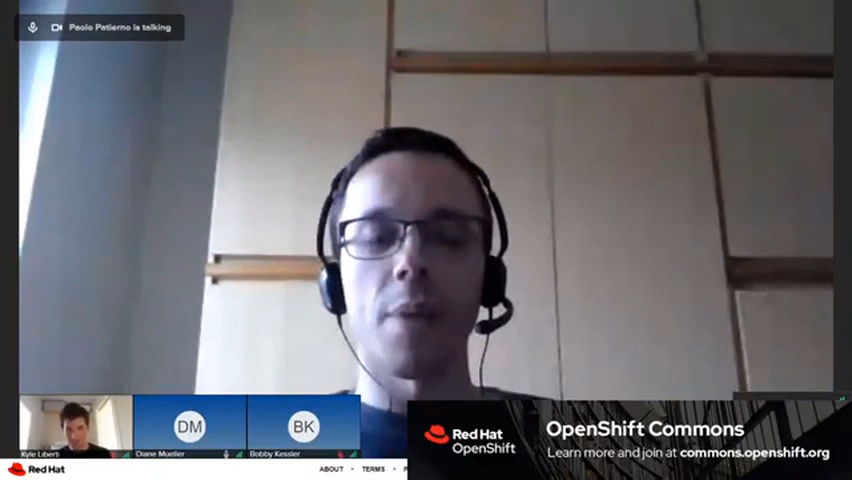 Paolo Patierno is talking
DM
BK
Kyle Liberti
Diane Mueller
Bobby Kessler
Red Hat
OpenShift
OpenShift Commons
Learn more and join at commons.openshift.org
Red Hat
ABOUT
TERMS